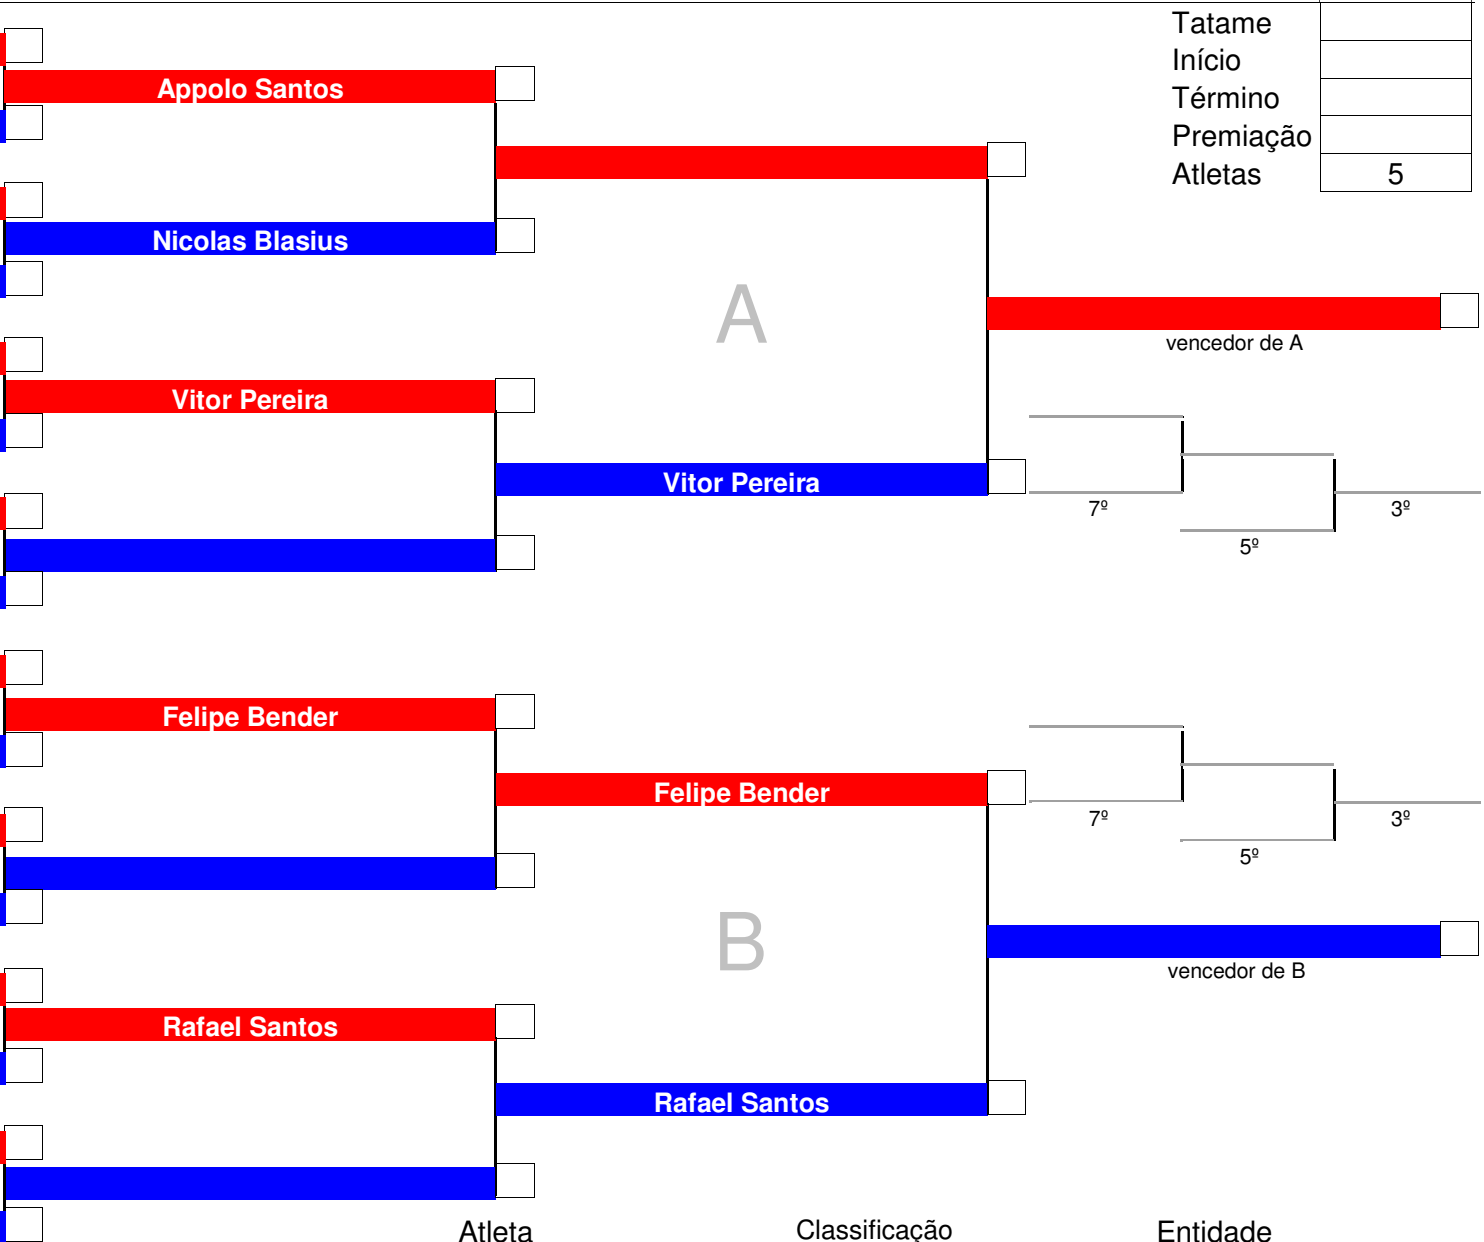 Tatame
Início
Término
Premiação
Atletas 5
Appolo Santos
Nicolas Blasius
A
vencedor de A
Vitor Pereira
Vitor Pereira
7º
3º
5º
Felipe Bender
Felipe Bender
7º
3º
5º
B
vencedor de B
Rafael Santos
Rafael Santos
Atleta Classificação Entidade